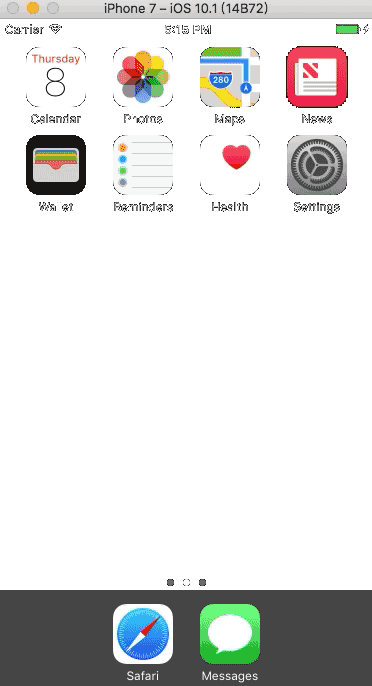 iPhone 7 – iOS 10.1 (14B72)
Carrier 5:15 PM
Thursday
8
280
Calendar Photos Maps News
Wallet Reminders Health Settings
Safari Messages